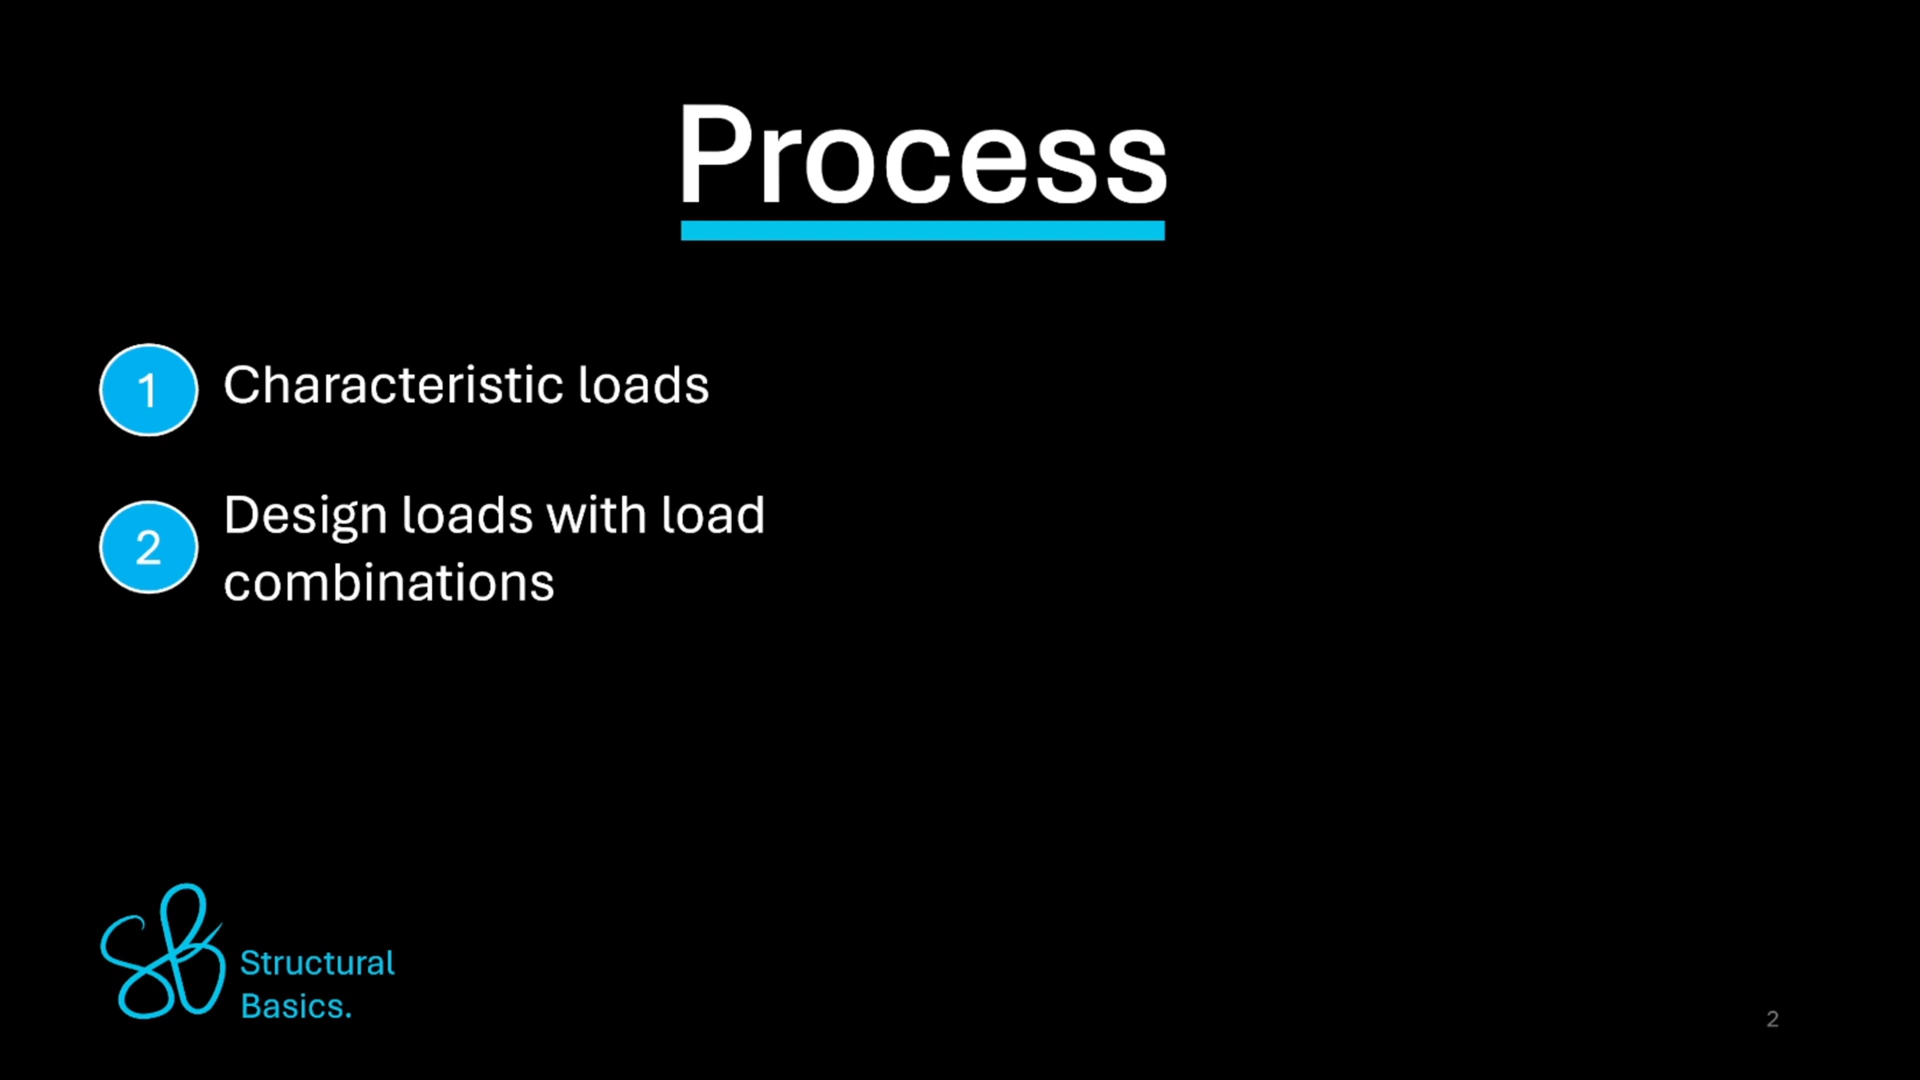 Process
1 Characteristic loads
2 Design loads with load
combinations
Structural
Basics.
2